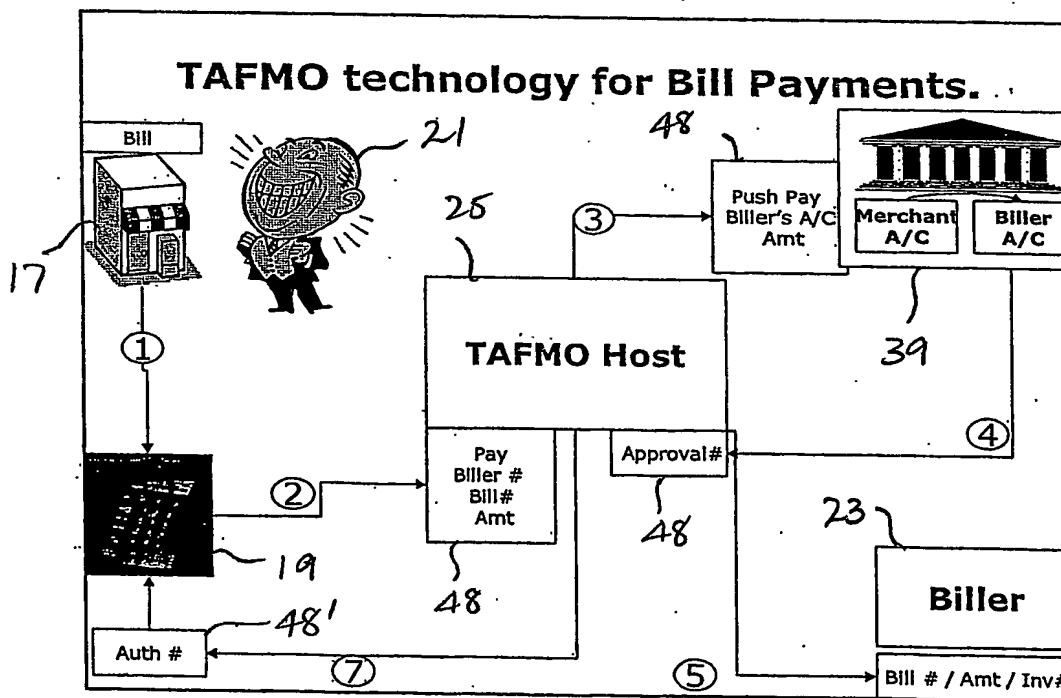 TAFMO technology for Bill Payments.
Bill
21
48
17
25
3
Push Pay
Biller's A/C
Amt
Merchant
A/C
Biller
A/C
39
1
TAFMO Host
4
2
Pay
Biller #
Bill#
Amt
Approval#
48
23
19
48
Biller
48'
Auth #
7
5
Bill # / Amt / Inv#